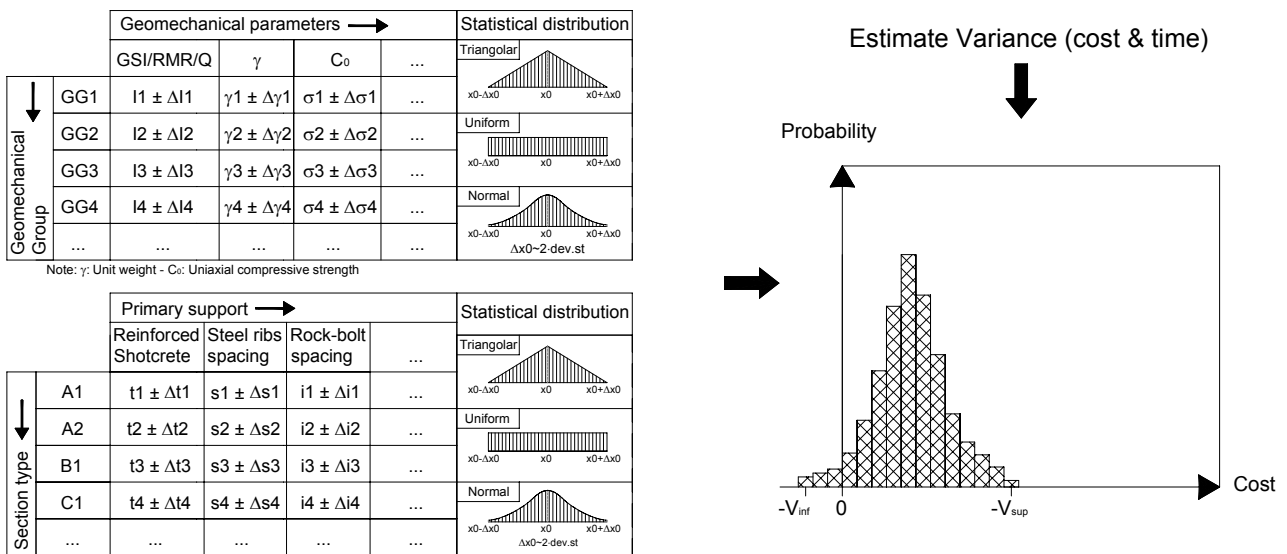 Geomechanical parameters
Statistical distribution
GSI/RMR/Q γ C₀ ...
Geomechanical Group
GG1 I1 ± ΔI1 γ1 ± Δγ1 σ1 ± Δσ1 ...
GG2 I2 ± ΔI2 γ2 ± Δγ2 σ2 ± Δσ2 ...
GG3 I3 ± ΔI3 γ3 ± Δγ3 σ3 ± Δσ3 ...
GG4 I4 ± ΔI4 γ4 ± Δγ4 σ4 ± Δσ4 ...
... ... ... ... ...
Triangular
x0-Δx0 x0 x0+Δx0
Uniform
x0-Δx0 x0 x0+Δx0
Normal
x0-Δx0 x0 x0+Δx0
Δx0~2·dev.st
Note: γ: Unit weight - C₀: Uniaxial compressive strength
Primary support
Statistical distribution
Reinforced Shotcrete Steel ribs spacing Rock-bolt spacing ...
Section type
A1 t1 ± Δt1 s1 ± Δs1 i1 ± Δi1 ...
A2 t2 ± Δt2 s2 ± Δs2 i2 ± Δi2 ...
B1 t3 ± Δt3 s3 ± Δs3 i3 ± Δi3 ...
C1 t4 ± Δt4 s4 ± Δs4 i4 ± Δi4 ...
... ... ... ... ...
Triangular
x0-Δx0 x0 x0+Δx0
Uniform
x0-Δx0 x0 x0+Δx0
Normal
x0-Δx0 x0 x0+Δx0
Δx0~2·dev.st
Estimate Variance (cost & time)
Probability
Cost
-Vinf 0 -Vsup